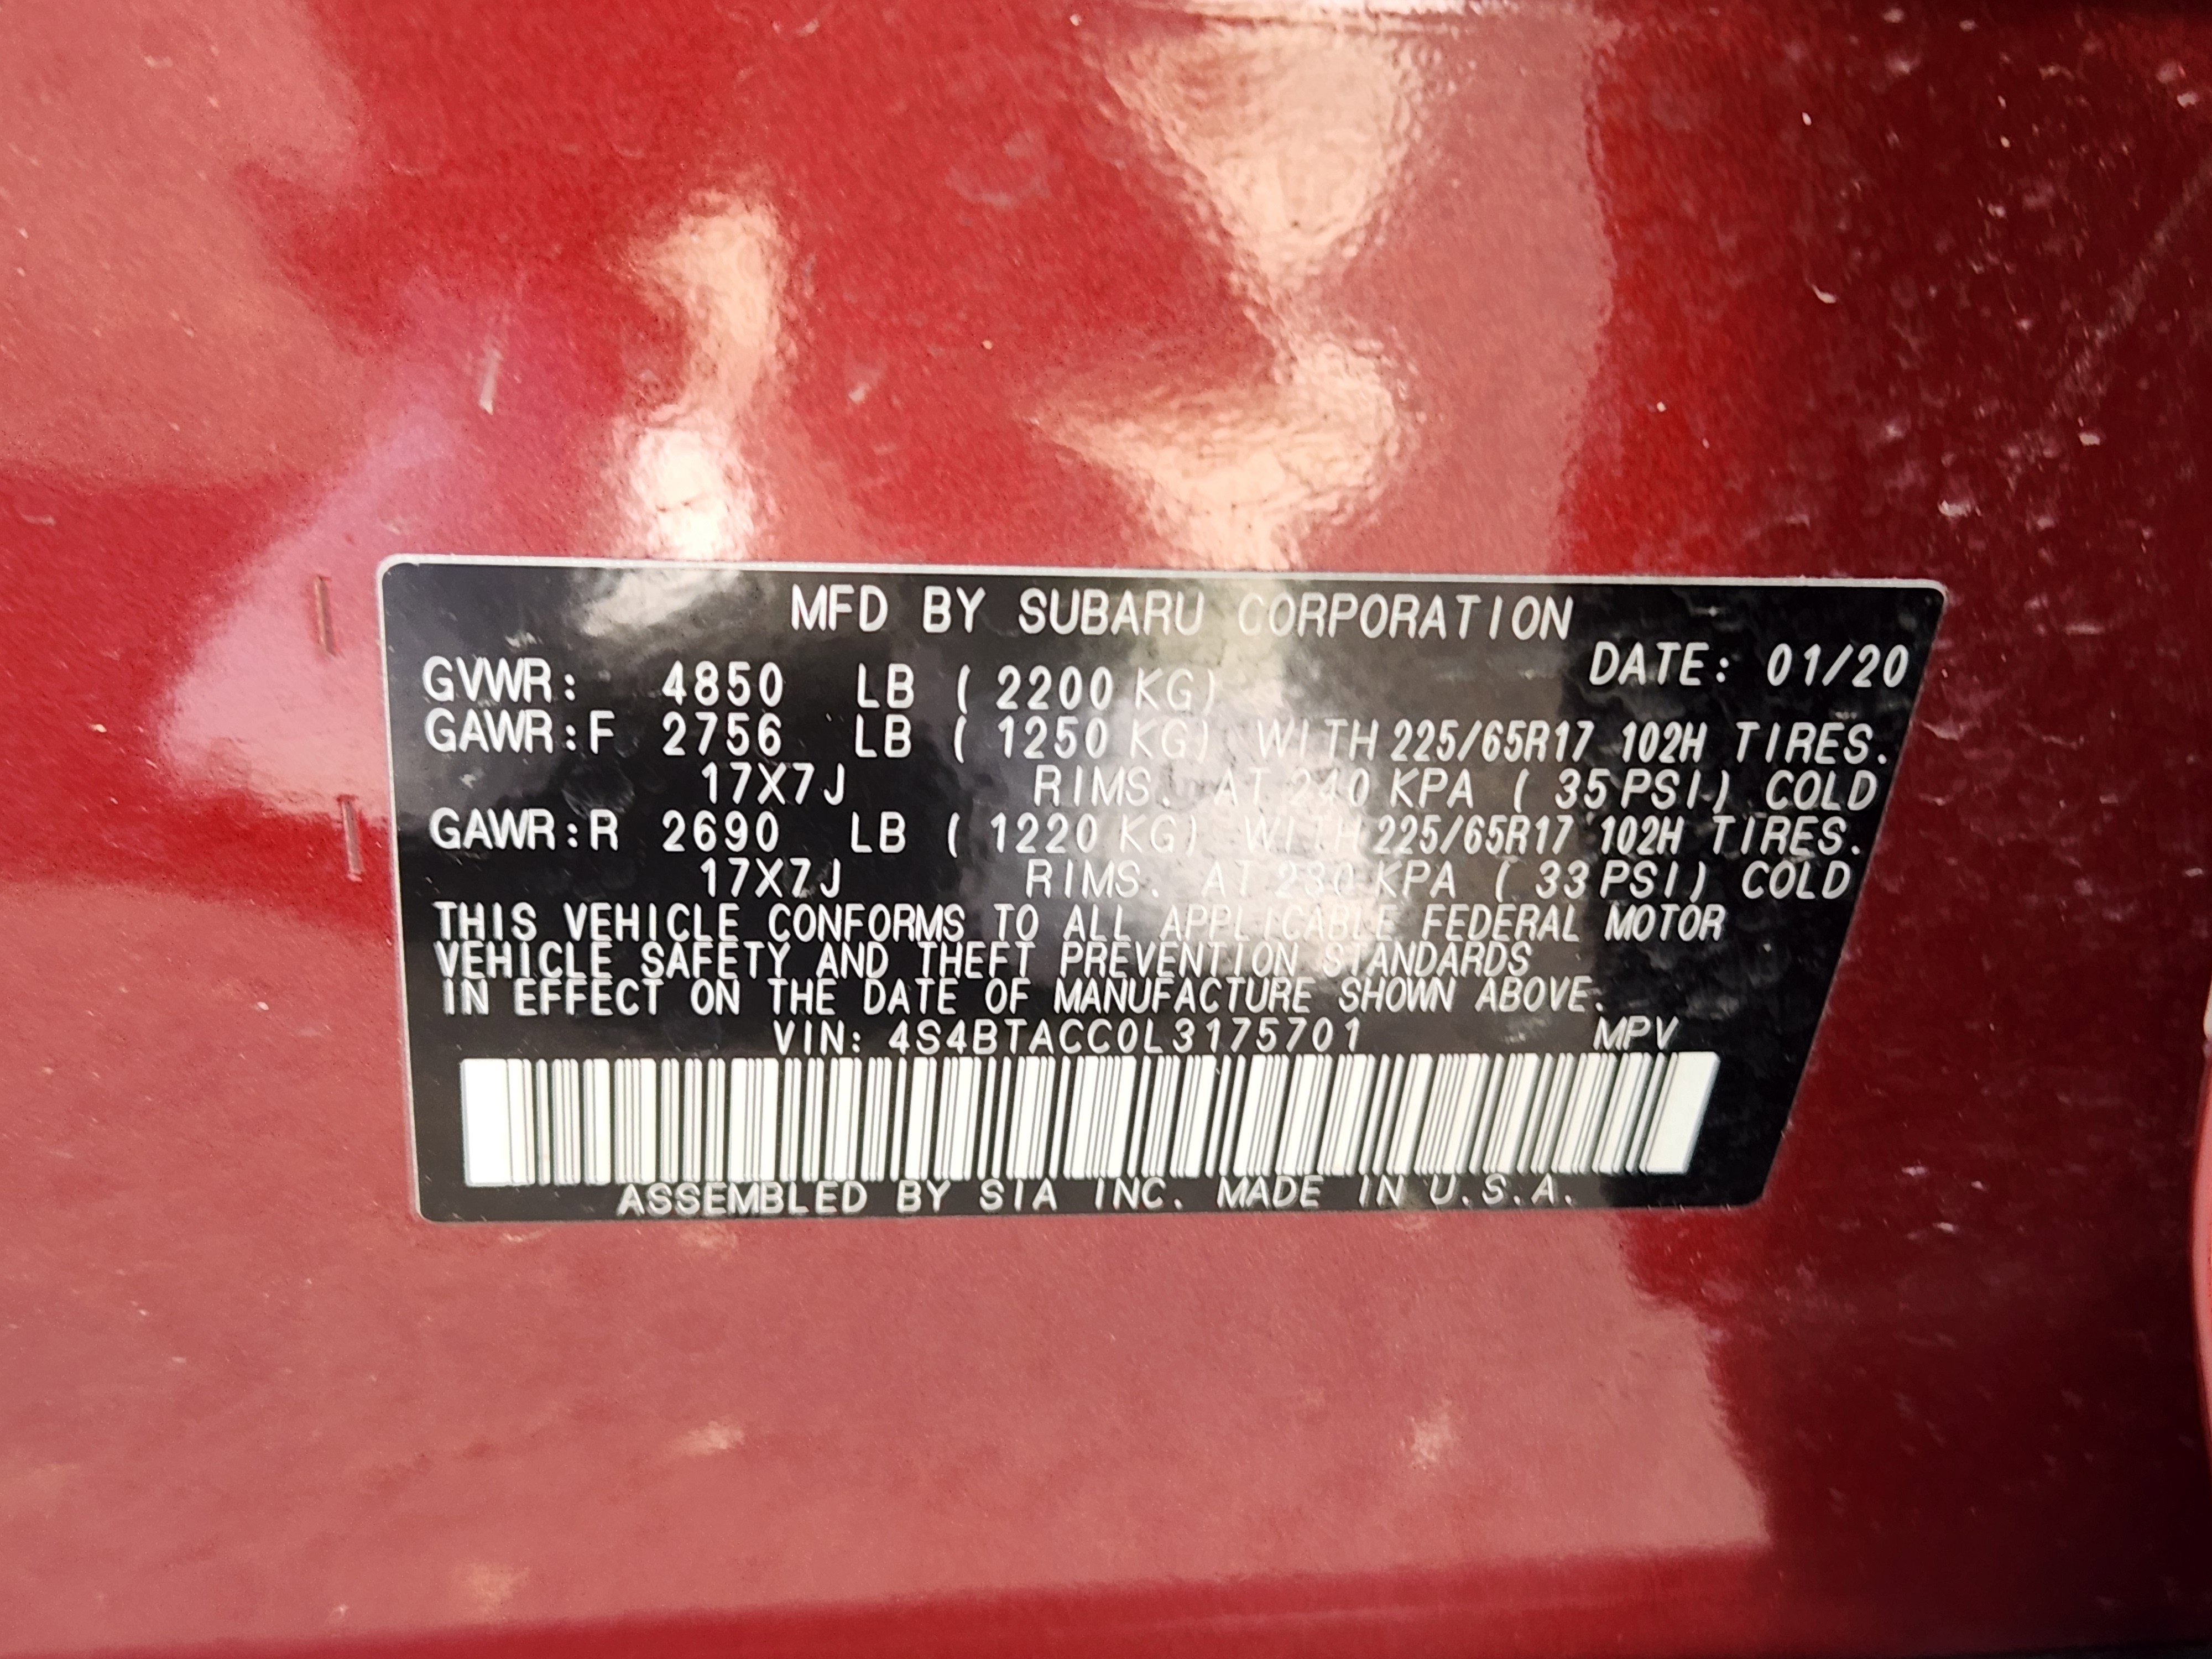 MFD BY SUBARU CORPORATION
DATE: 01/20
GVWR: 4850 LB ( 2200 KG)
GAWR:F 2756 LB ( 1250 KG) WITH 225/65R17 102H TIRES.
17X7J RIMS. AT 240 KPA ( 35 PSI) COLD
GAWR:R 2690 LB ( 1220 KG) WITH 225/65R17 102H TIRES.
17X7J RIMS. AT 230 KPA ( 33 PSI) COLD
THIS VEHICLE CONFORMS TO ALL APPLICABLE FEDERAL MOTOR
VEHICLE SAFETY AND THEFT PREVENTION STANDARDS
IN EFFECT ON THE DATE OF MANUFACTURE SHOWN ABOVE.
VIN: 4S4BTACC0L3175701 MPV
ASSEMBLED BY SIA INC. MADE IN U.S.A.